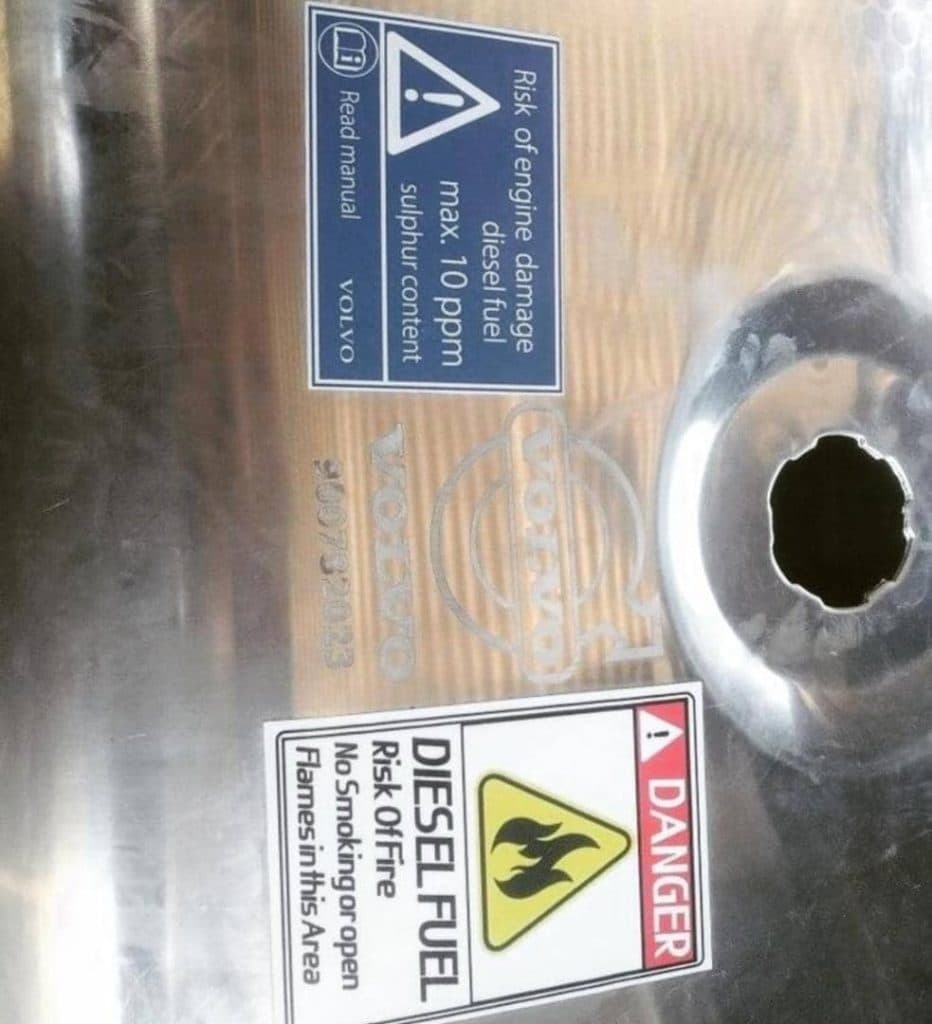 Risk of engine damage
diesel fuel
max. 10 ppm
sulphur content
Read manual VOLVO
VOLVO
VOLVO
DANGER
DIESEL FUEL
Risk Of Fire
No Smoking or open
Flames in this Area